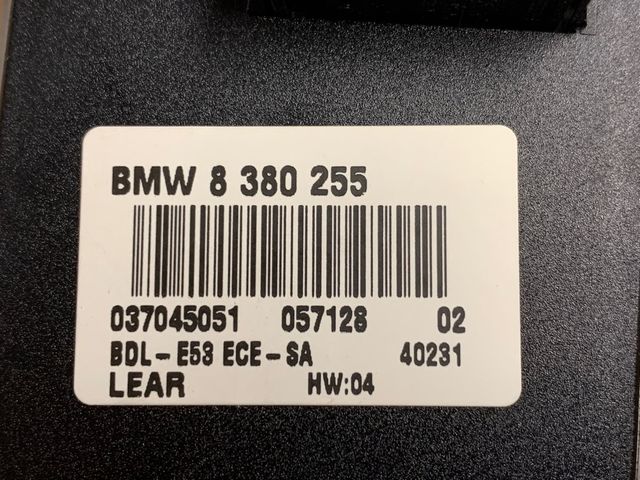 BMW 8 380 255
037045051 057128 02
BDL-E53 ECE-SA 40231
LEAR HW:04